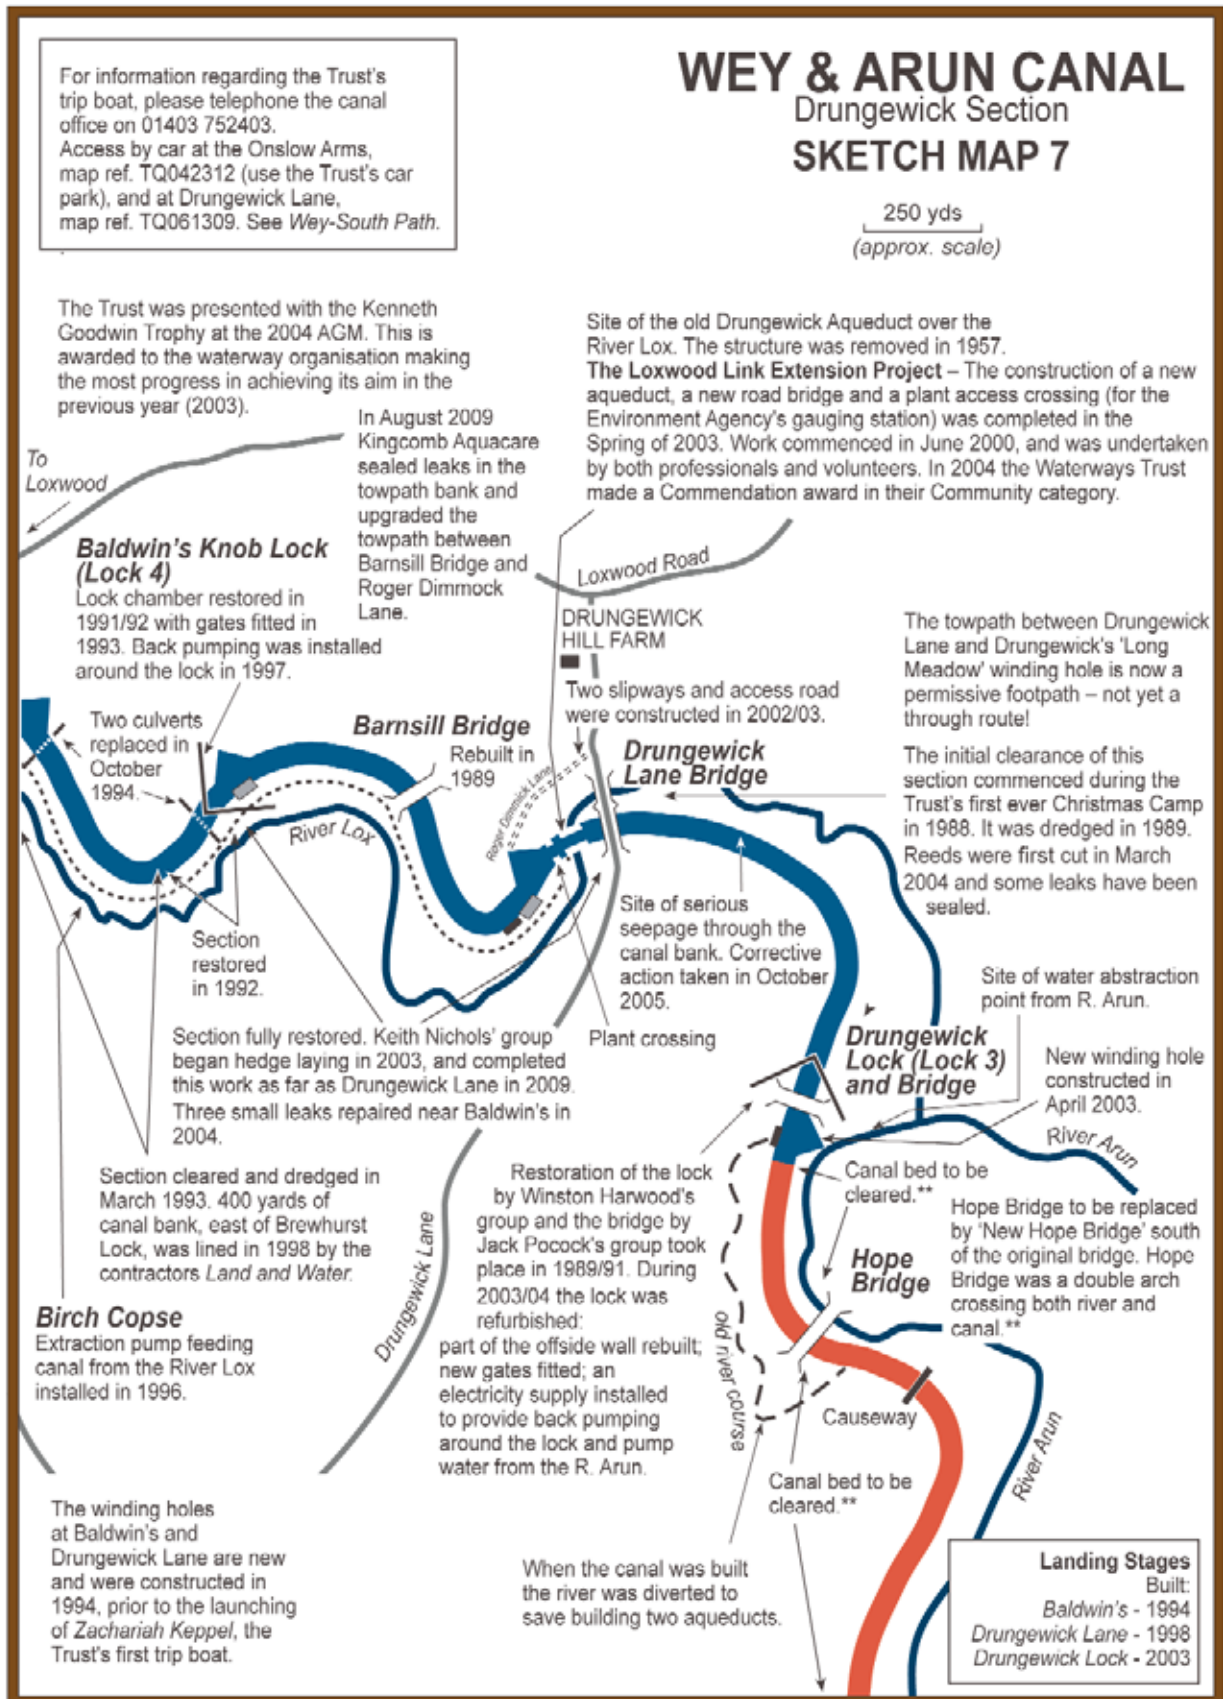 For information regarding the Trust's
trip boat, please telephone the canal
office on 01403 752403.
Access by car at the Onslow Arms,
map ref. TQ042312 (use the Trust's car
park), and at Drungewick Lane,
map ref. TQ061309. See Wey-South Path.
WEY & ARUN CANAL
Drungewick Section
SKETCH MAP 7
250 yds
(approx. scale)
The Trust was presented with the Kenneth
Goodwin Trophy at the 2004 AGM. This is
awarded to the waterway organisation making
the most progress in achieving its aim in the
previous year (2003).
Site of the old Drungewick Aqueduct over the
River Lox. The structure was removed in 1957.
The Loxwood Link Extension Project – The construction of a new
aqueduct, a new road bridge and a plant access crossing (for the
Environment Agency's gauging station) was completed in the
Spring of 2003. Work commenced in June 2000, and was undertaken
by both professionals and volunteers. In 2004 the Waterways Trust
made a Commendation award in their Community category.
In August 2009
Kingcomb Aquacare
sealed leaks in the
towpath bank and
upgraded the
towpath between
Barnsill Bridge and
Roger Dimmock
Lane.
To
Loxwood
Baldwin's Knob Lock
(Lock 4)
Lock chamber restored in
1991/92 with gates fitted in
1993. Back pumping was installed
around the lock in 1997.
Loxwood Road
DRUNGEWICK
HILL FARM
The towpath between Drungewick
Lane and Drungewick's 'Long
Meadow' winding hole is now a
permissive footpath – not yet a
through route!
Two slipways and access road
were constructed in 2002/03.
Two culverts
replaced in
October
1994.
Barnsill Bridge
Rebuilt in
1989
Drungewick
Lane Bridge
The initial clearance of this
section commenced during the
Trust's first ever Christmas Camp
in 1988. It was dredged in 1989.
Reeds were first cut in March
2004 and some leaks have been
sealed.
Roger Dimmick Lane
River Lox
Section
restored
in 1992.
Site of serious
seepage through the
canal bank. Corrective
action taken in October
2005.
Site of water abstraction
point from R. Arun.
Section fully restored. Keith Nichols' group
began hedge laying in 2003, and completed
this work as far as Drungewick Lane in 2009.
Three small leaks repaired near Baldwin's in
2004.
Plant crossing
Drungewick
Lock (Lock 3)
and Bridge
New winding hole
constructed in
April 2003.
River Arun
Section cleared and dredged in
March 1993. 400 yards of
canal bank, east of Brewhurst
Lock, was lined in 1998 by the
contractors Land and Water.
Restoration of the lock
by Winston Harwood's
group and the bridge by
Jack Pocock's group took
place in 1989/91. During
2003/04 the lock was
refurbished:
part of the offside wall rebuilt;
new gates fitted; an
electricity supply installed
to provide back pumping
around the lock and pump
water from the R. Arun.
Canal bed to be
cleared.**
Hope Bridge to be replaced
by 'New Hope Bridge' south
of the original bridge. Hope
Bridge was a double arch
crossing both river and
canal.**
Hope
Bridge
Drungewick Lane
Birch Copse
Extraction pump feeding
canal from the River Lox
installed in 1996.
old river course
Causeway
River Arun
Canal bed to be
cleared.**
The winding holes
at Baldwin's and
Drungewick Lane are new
and were constructed in
1994, prior to the launching
of Zachariah Keppel, the
Trust's first trip boat.
When the canal was built
the river was diverted to
save building two aqueducts.
Landing Stages
Built:
Baldwin's - 1994
Drungewick Lane - 1998
Drungewick Lock - 2003